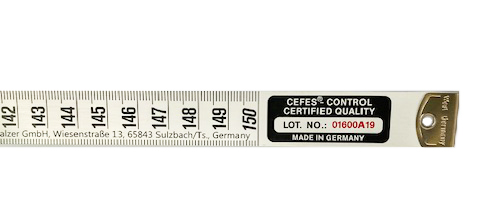 142 143 144 145 146 147 148 149 150
alzer GmbH, Wiesenstraße 13, 65843 Sulzbach/Ts., Germany
CEFES® CONTROL
CERTIFIED QUALITY
LOT. NO.: 01600A19
MADE IN GERMANY
Germany